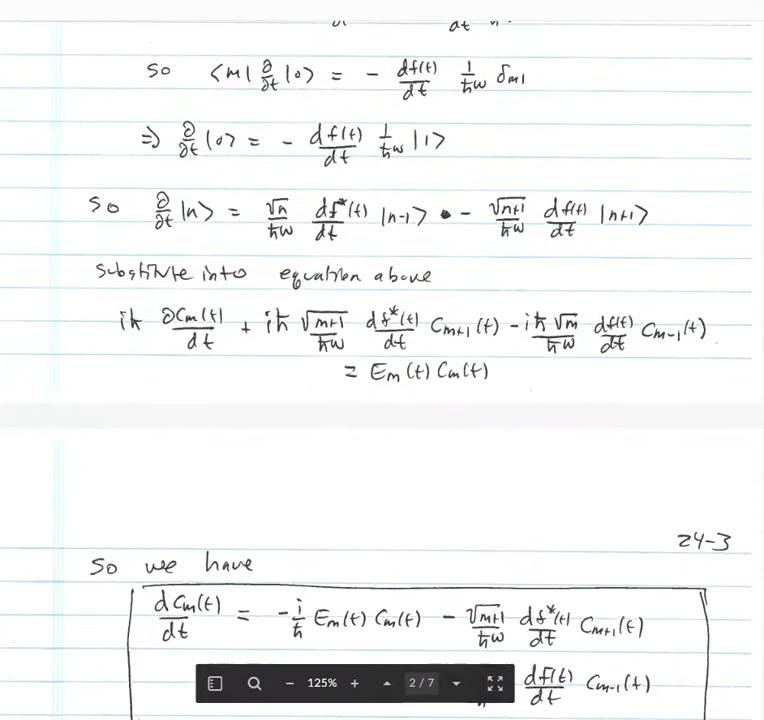 so ⟨m| ∂/∂t |0⟩ = - df(t)/dt 1/ħω δm1
⇒ ∂/∂t |0⟩ = - df(t)/dt 1/ħω |1⟩
so ∂/∂t |n⟩ = √n/ħω df*(t)/dt |n-1⟩ - √n+1/ħω df(t)/dt |n+1⟩
substitute into equation above
iħ ∂Cm(t)/dt + iħ √m+1/ħω df*(t)/dt Cm+1(t) - iħ √m/ħω df(t)/dt Cm-1(t)
= Em(t) Cm(t)
24-3
So we have
dCm(t)/dt = -i/ħ Em(t) Cm(t) - √m+1/ħω df*(t)/dt Cm+1(t)
df(t)/dt Cm-1(t)
125% 2 / 7